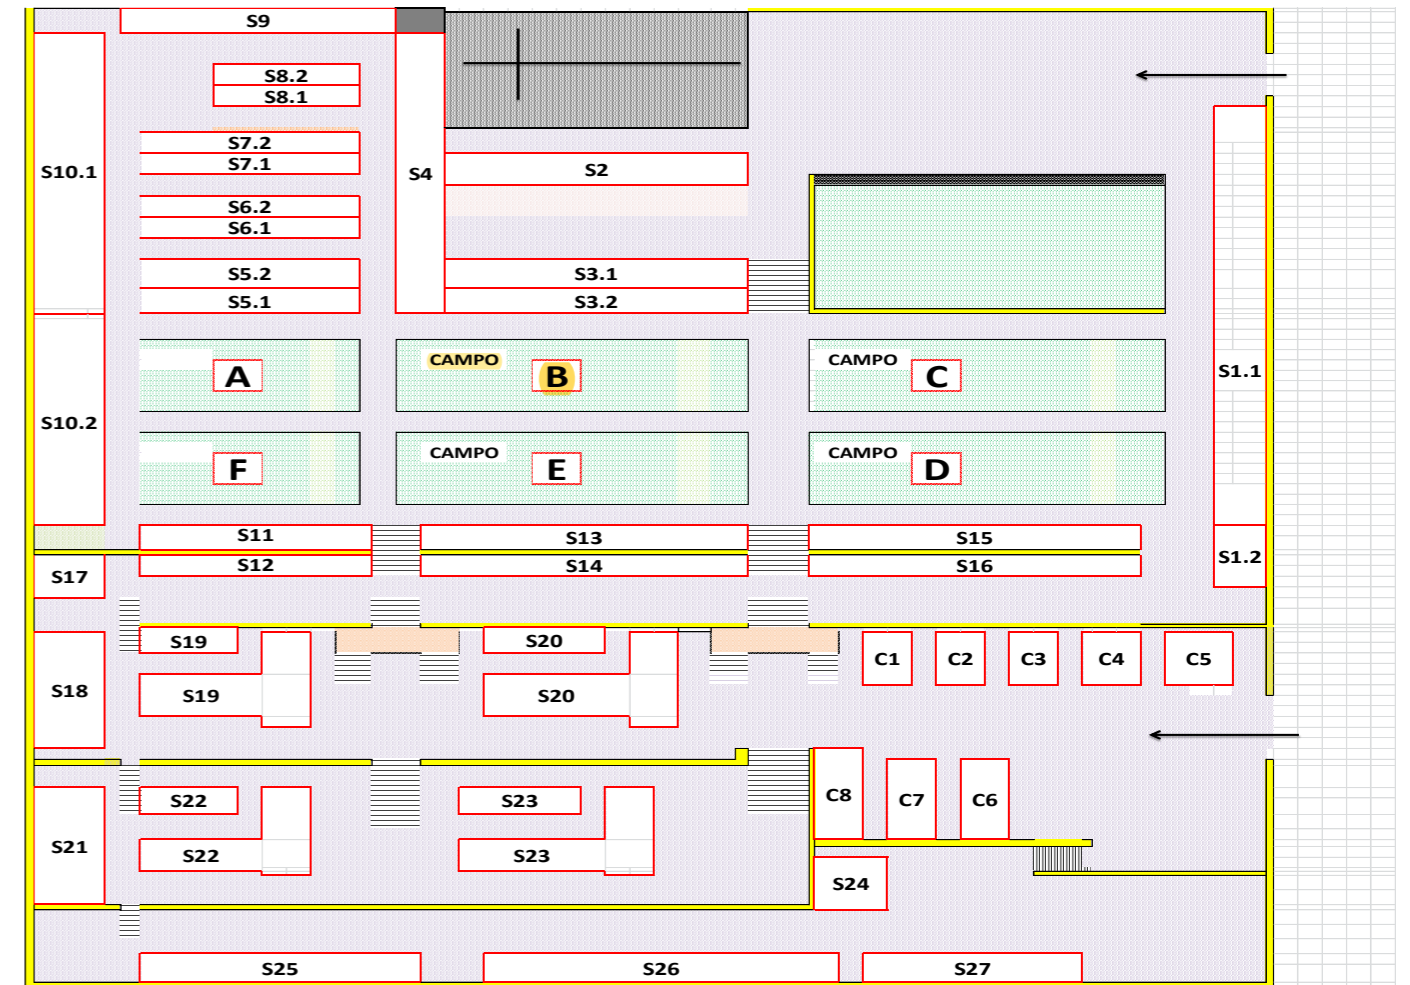 S9
S8.2
S8.1
S7.2
S7.1
S10.1
S4
S2
S6.2
S6.1
S5.2
S5.1
S3.1
S3.2
A
CAMPO
B
CAMPO
C
S1.1
S10.2
F
CAMPO
E
CAMPO
D
S11
S13
S15
S12
S14
S16
S1.2
S17
S19
S20
C1
C2
C3
C4
C5
S18
S19
S20
S22
S23
C8
C7
C6
S21
S22
S23
S24
S25
S26
S27